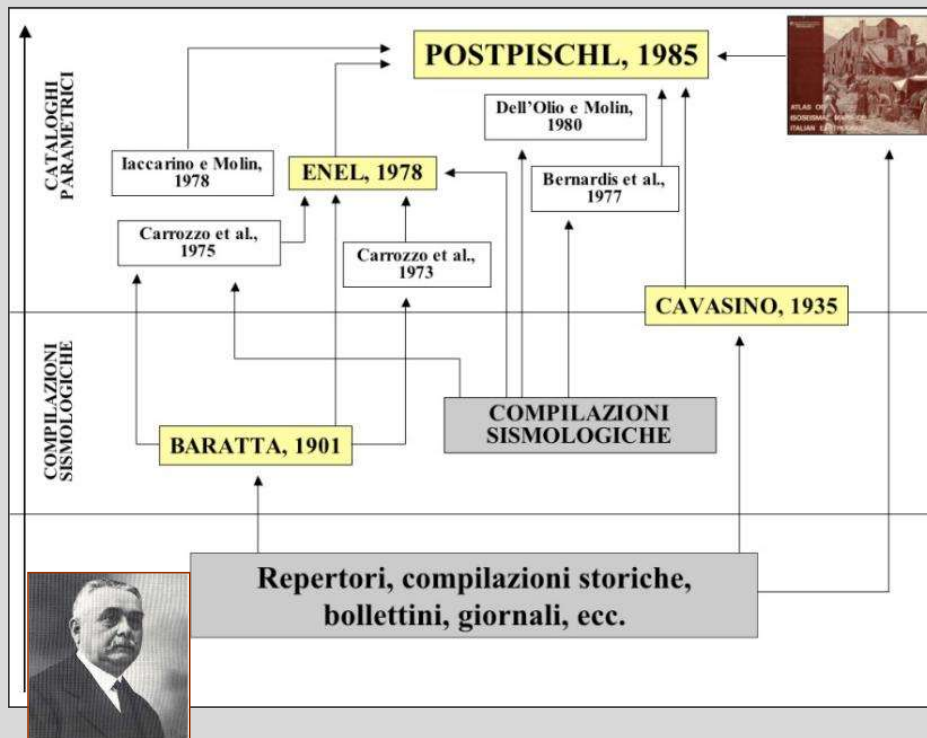 POSTPISCHL, 1985
ATLAS OF
ISOSEISMAL MAPS OF
ITALIAN EARTHQUAKES
CATALOGHI
PARAMETRICI
Dell'Olio e Molin,
1980
Iaccarino e Molin,
1978
ENEL, 1978
Bernardis et al.,
1977
Carrozzo et al.,
1975
Carrozzo et al.,
1973
CAVASINO, 1935
COMPILAZIONI
SISMOLOGICHE
COMPILAZIONI
SISMOLOGICHE
BARATTA, 1901
Repertori, compilazioni storiche,
bollettini, giornali, ecc.